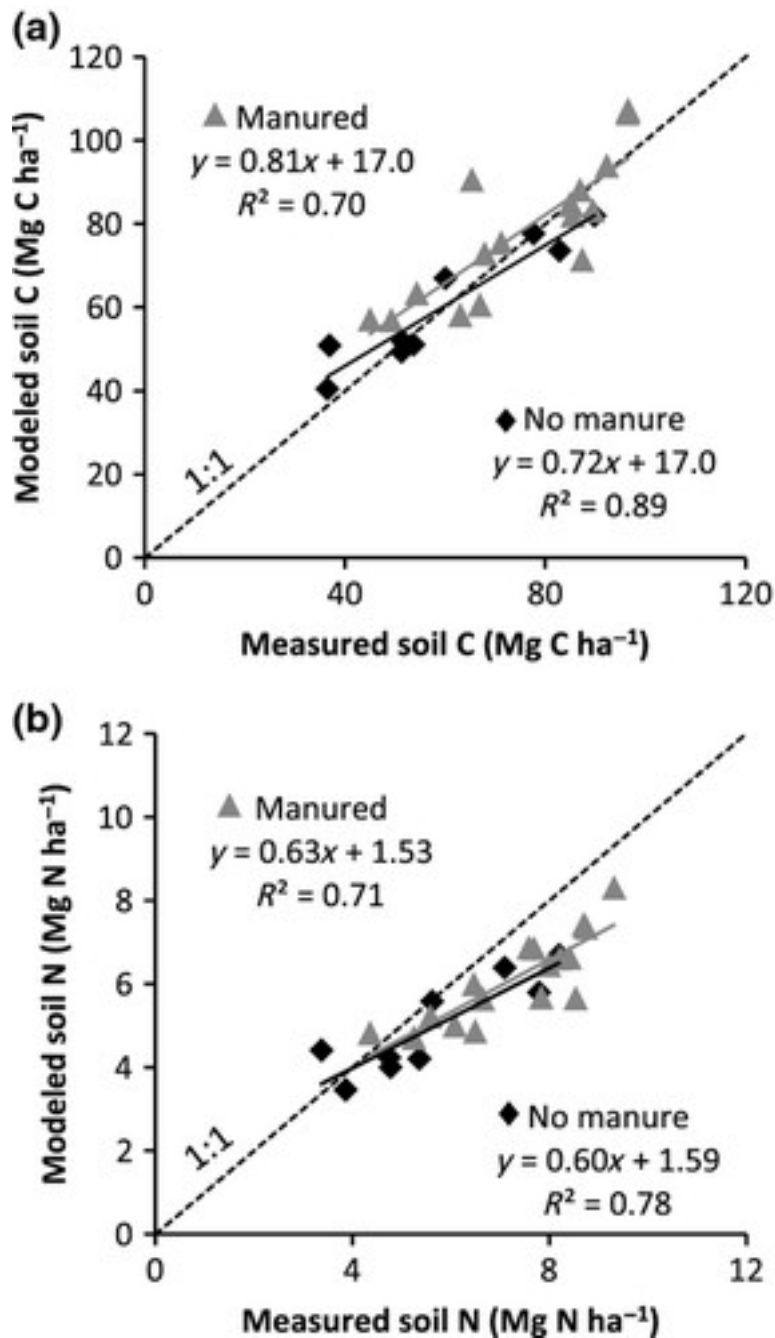 (a)
Modeled soil C (Mg C ha⁻¹)
120
100
80
60
40
20
0
Manured
y = 0.81x + 17.0
R² = 0.70
1:1
No manure
y = 0.72x + 17.0
R² = 0.89
0 40 80 120
Measured soil C (Mg C ha⁻¹)
(b)
Modeled soil N (Mg N ha⁻¹)
12
10
8
6
4
2
0
Manured
y = 0.63x + 1.53
R² = 0.71
1:1
No manure
y = 0.60x + 1.59
R² = 0.78
0 4 8 12
Measured soil N (Mg N ha⁻¹)